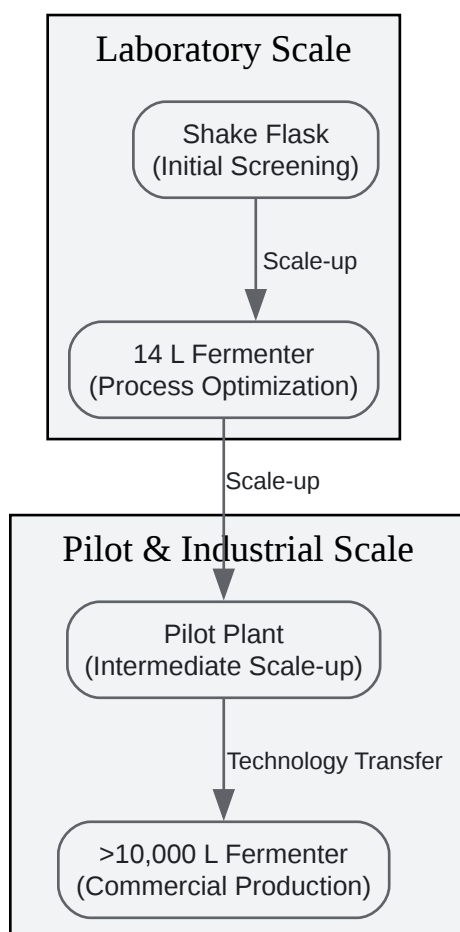 Laboratory Scale
Shake Flask
(Initial Screening)
Scale-up
14 L Fermenter
(Process Optimization)
Scale-up
Pilot & Industrial Scale
Pilot Plant
(Intermediate Scale-up)
Technology Transfer
>10,000 L Fermenter
(Commercial Production)